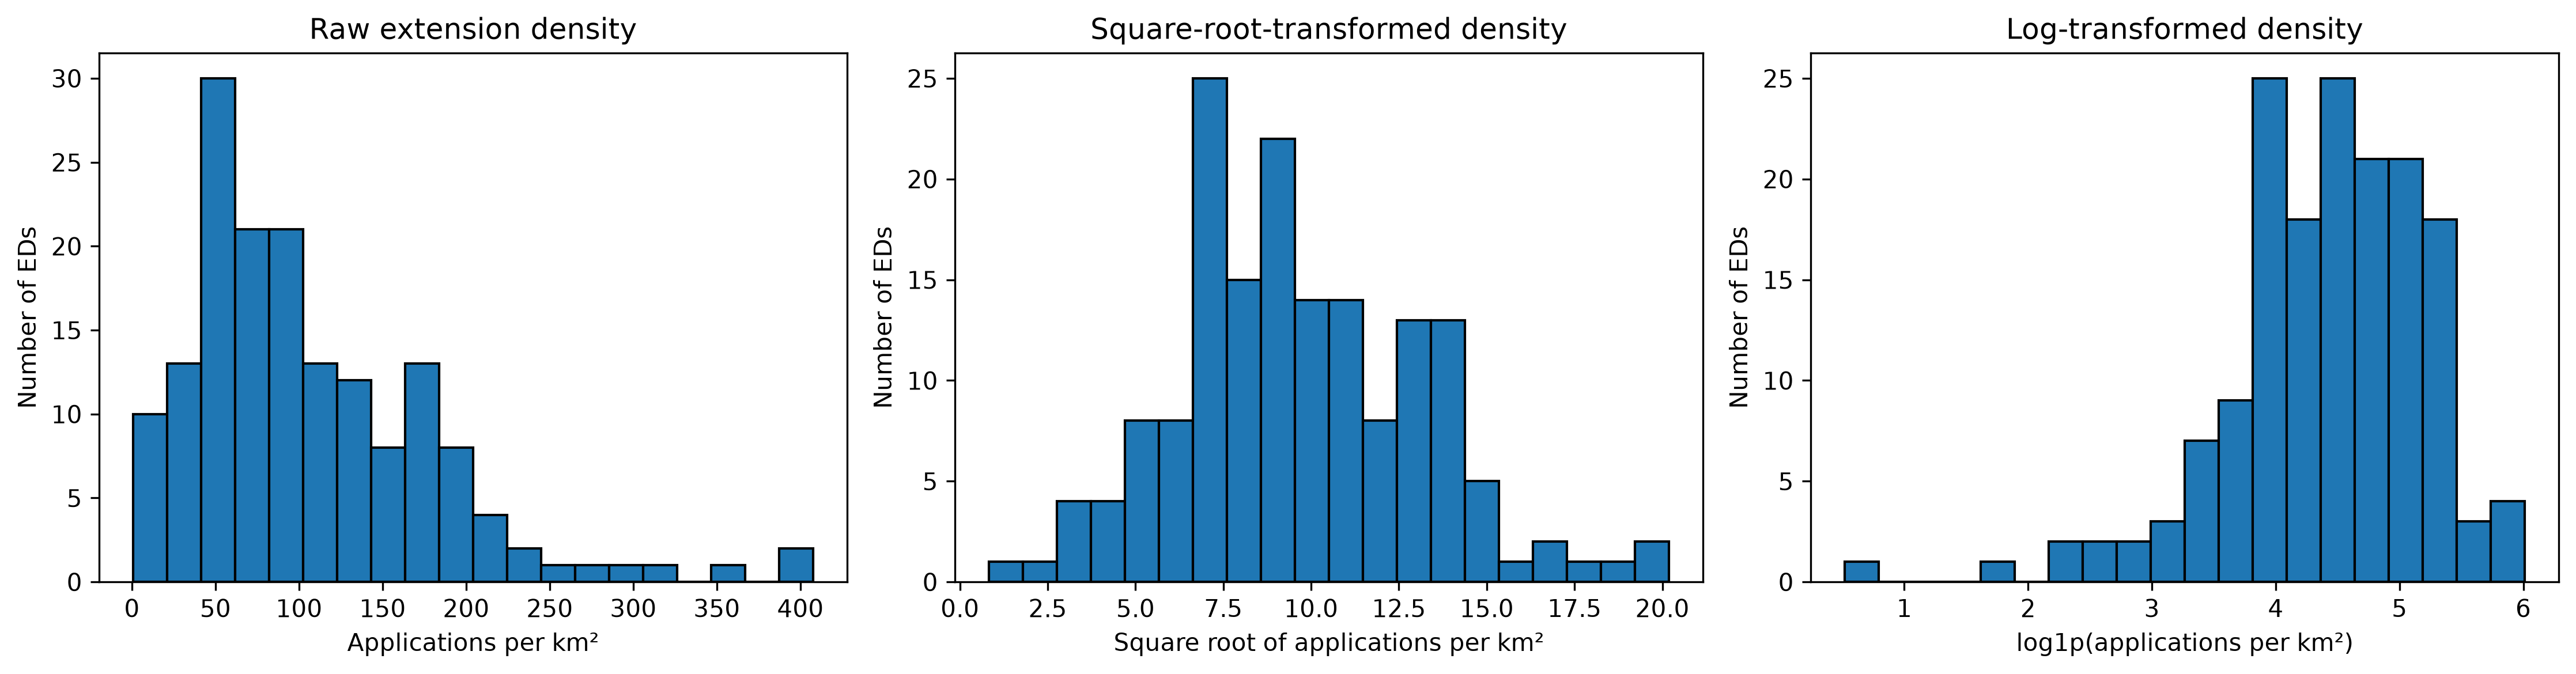 Raw extension density
Number of EDs
30
25
20
15
10
5
0
0 50 100 150 200 250 300 350 400
Applications per km²
Square-root-transformed density
Number of EDs
25
20
15
10
5
0
0.0 2.5 5.0 7.5 10.0 12.5 15.0 17.5 20.0
Square root of applications per km²
Log-transformed density
Number of EDs
25
20
15
10
5
0
1 2 3 4 5 6
log1p(applications per km²)